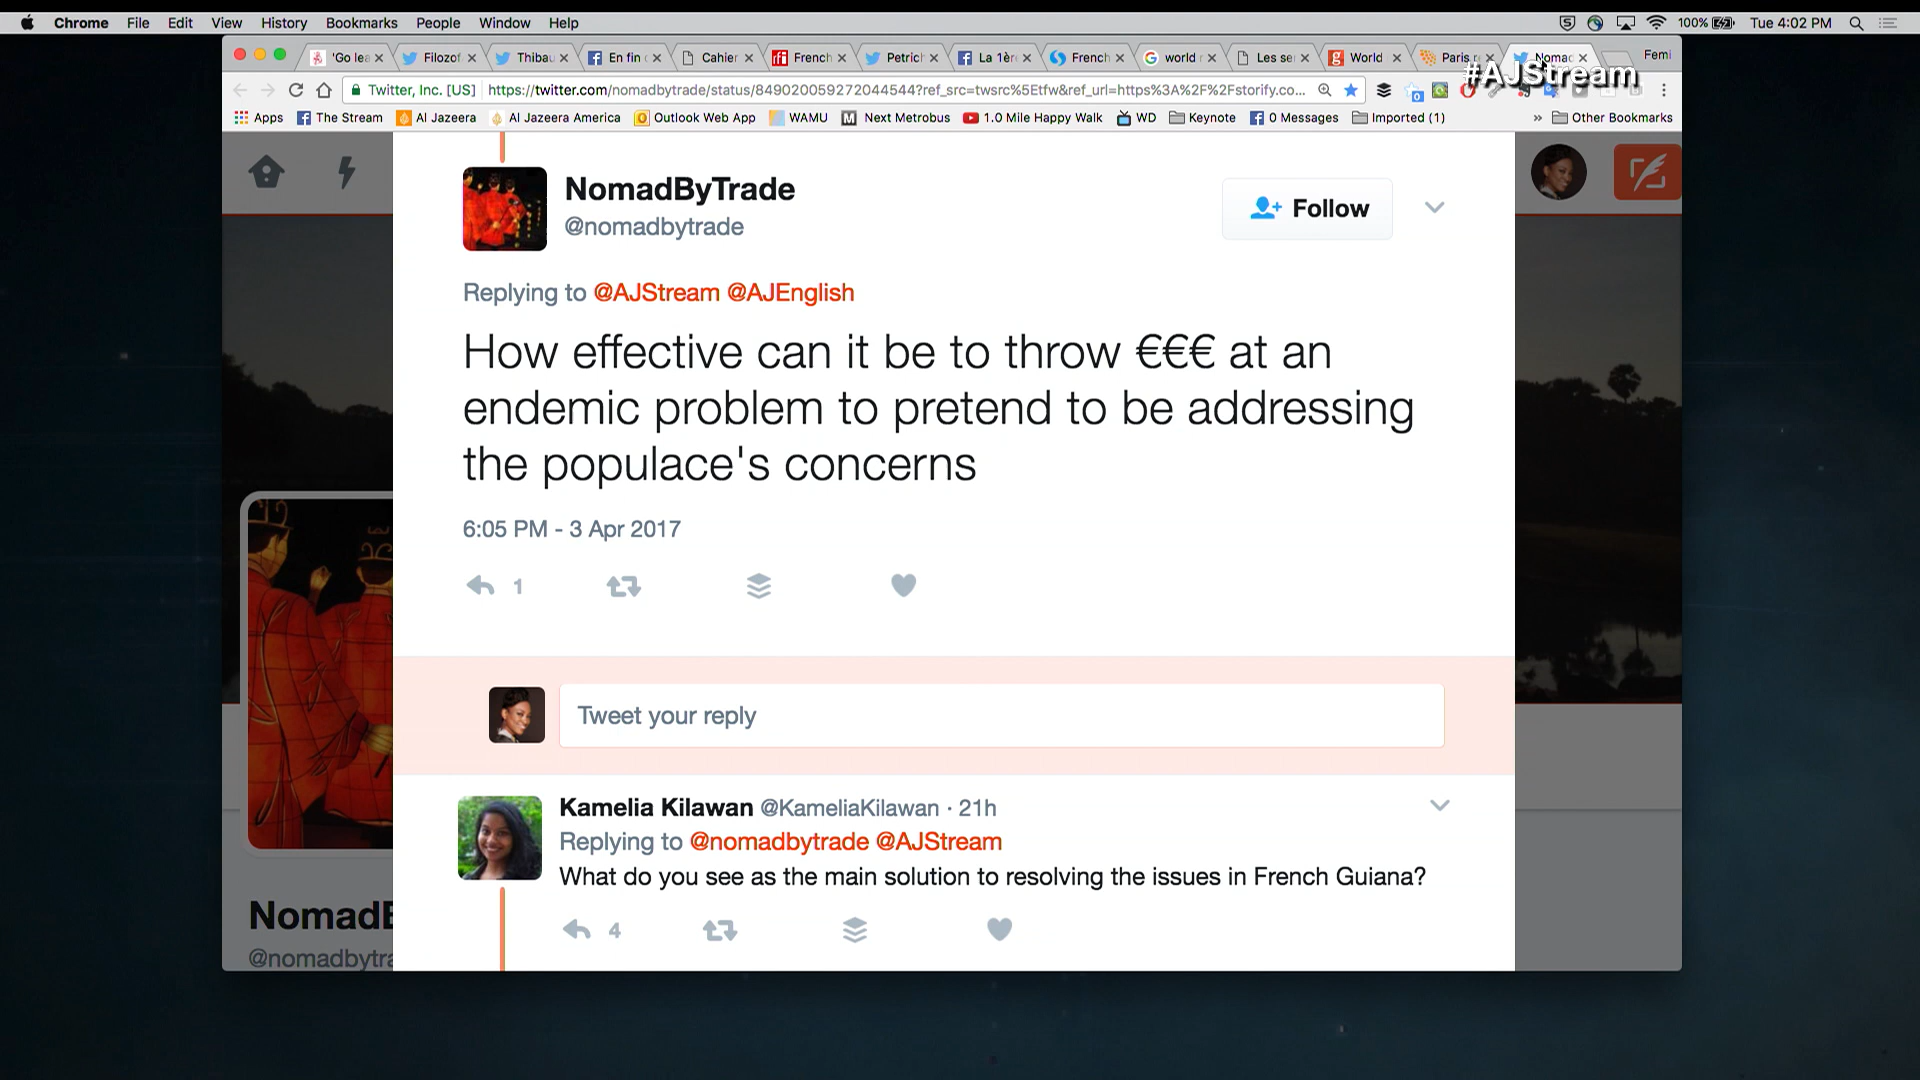 Chrome File Edit View History Bookmarks People Window Help 100% Tue 4:02 PM
'Go lea Filozof Thibau En fin Cahier French Petrich La 1èr French world Les se World Paris Nomad Femi
#AJStream
Twitter, Inc. [US] https://twitter.com/nomadbytrade/status/849020059272044544?ref_src=twsrc%5Etfw&ref_url=https%3A%2F%2Fstorify.co...
Apps The Stream Al Jazeera Al Jazeera America Outlook Web App WAMU Next Metrobus 1.0 Mile Happy Walk WD Keynote 0 Messages Imported (1) » Other Bookmarks
NomadByTrade
@nomadbytrade
Follow
Replying to @AJStream @AJEnglish
How effective can it be to throw €€€ at an
endemic problem to pretend to be addressing
the populace's concerns
6:05 PM - 3 Apr 2017
1
Tweet your reply
Kamelia Kilawan @KameliaKilawan · 21h
Replying to @nomadbytrade @AJStream
What do you see as the main solution to resolving the issues in French Guiana?
4
NomadB
@nomadbytra